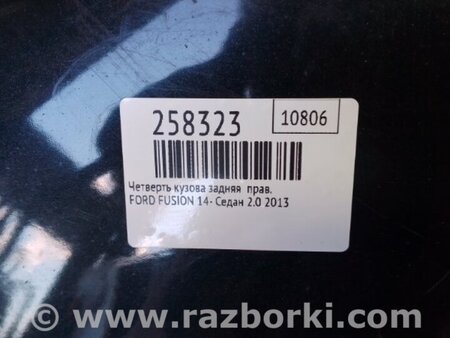 258323
10806
Четверть кузова задняя прав.
FORD FUSION 14- Седан 2.0 2013
© www.razborki.com